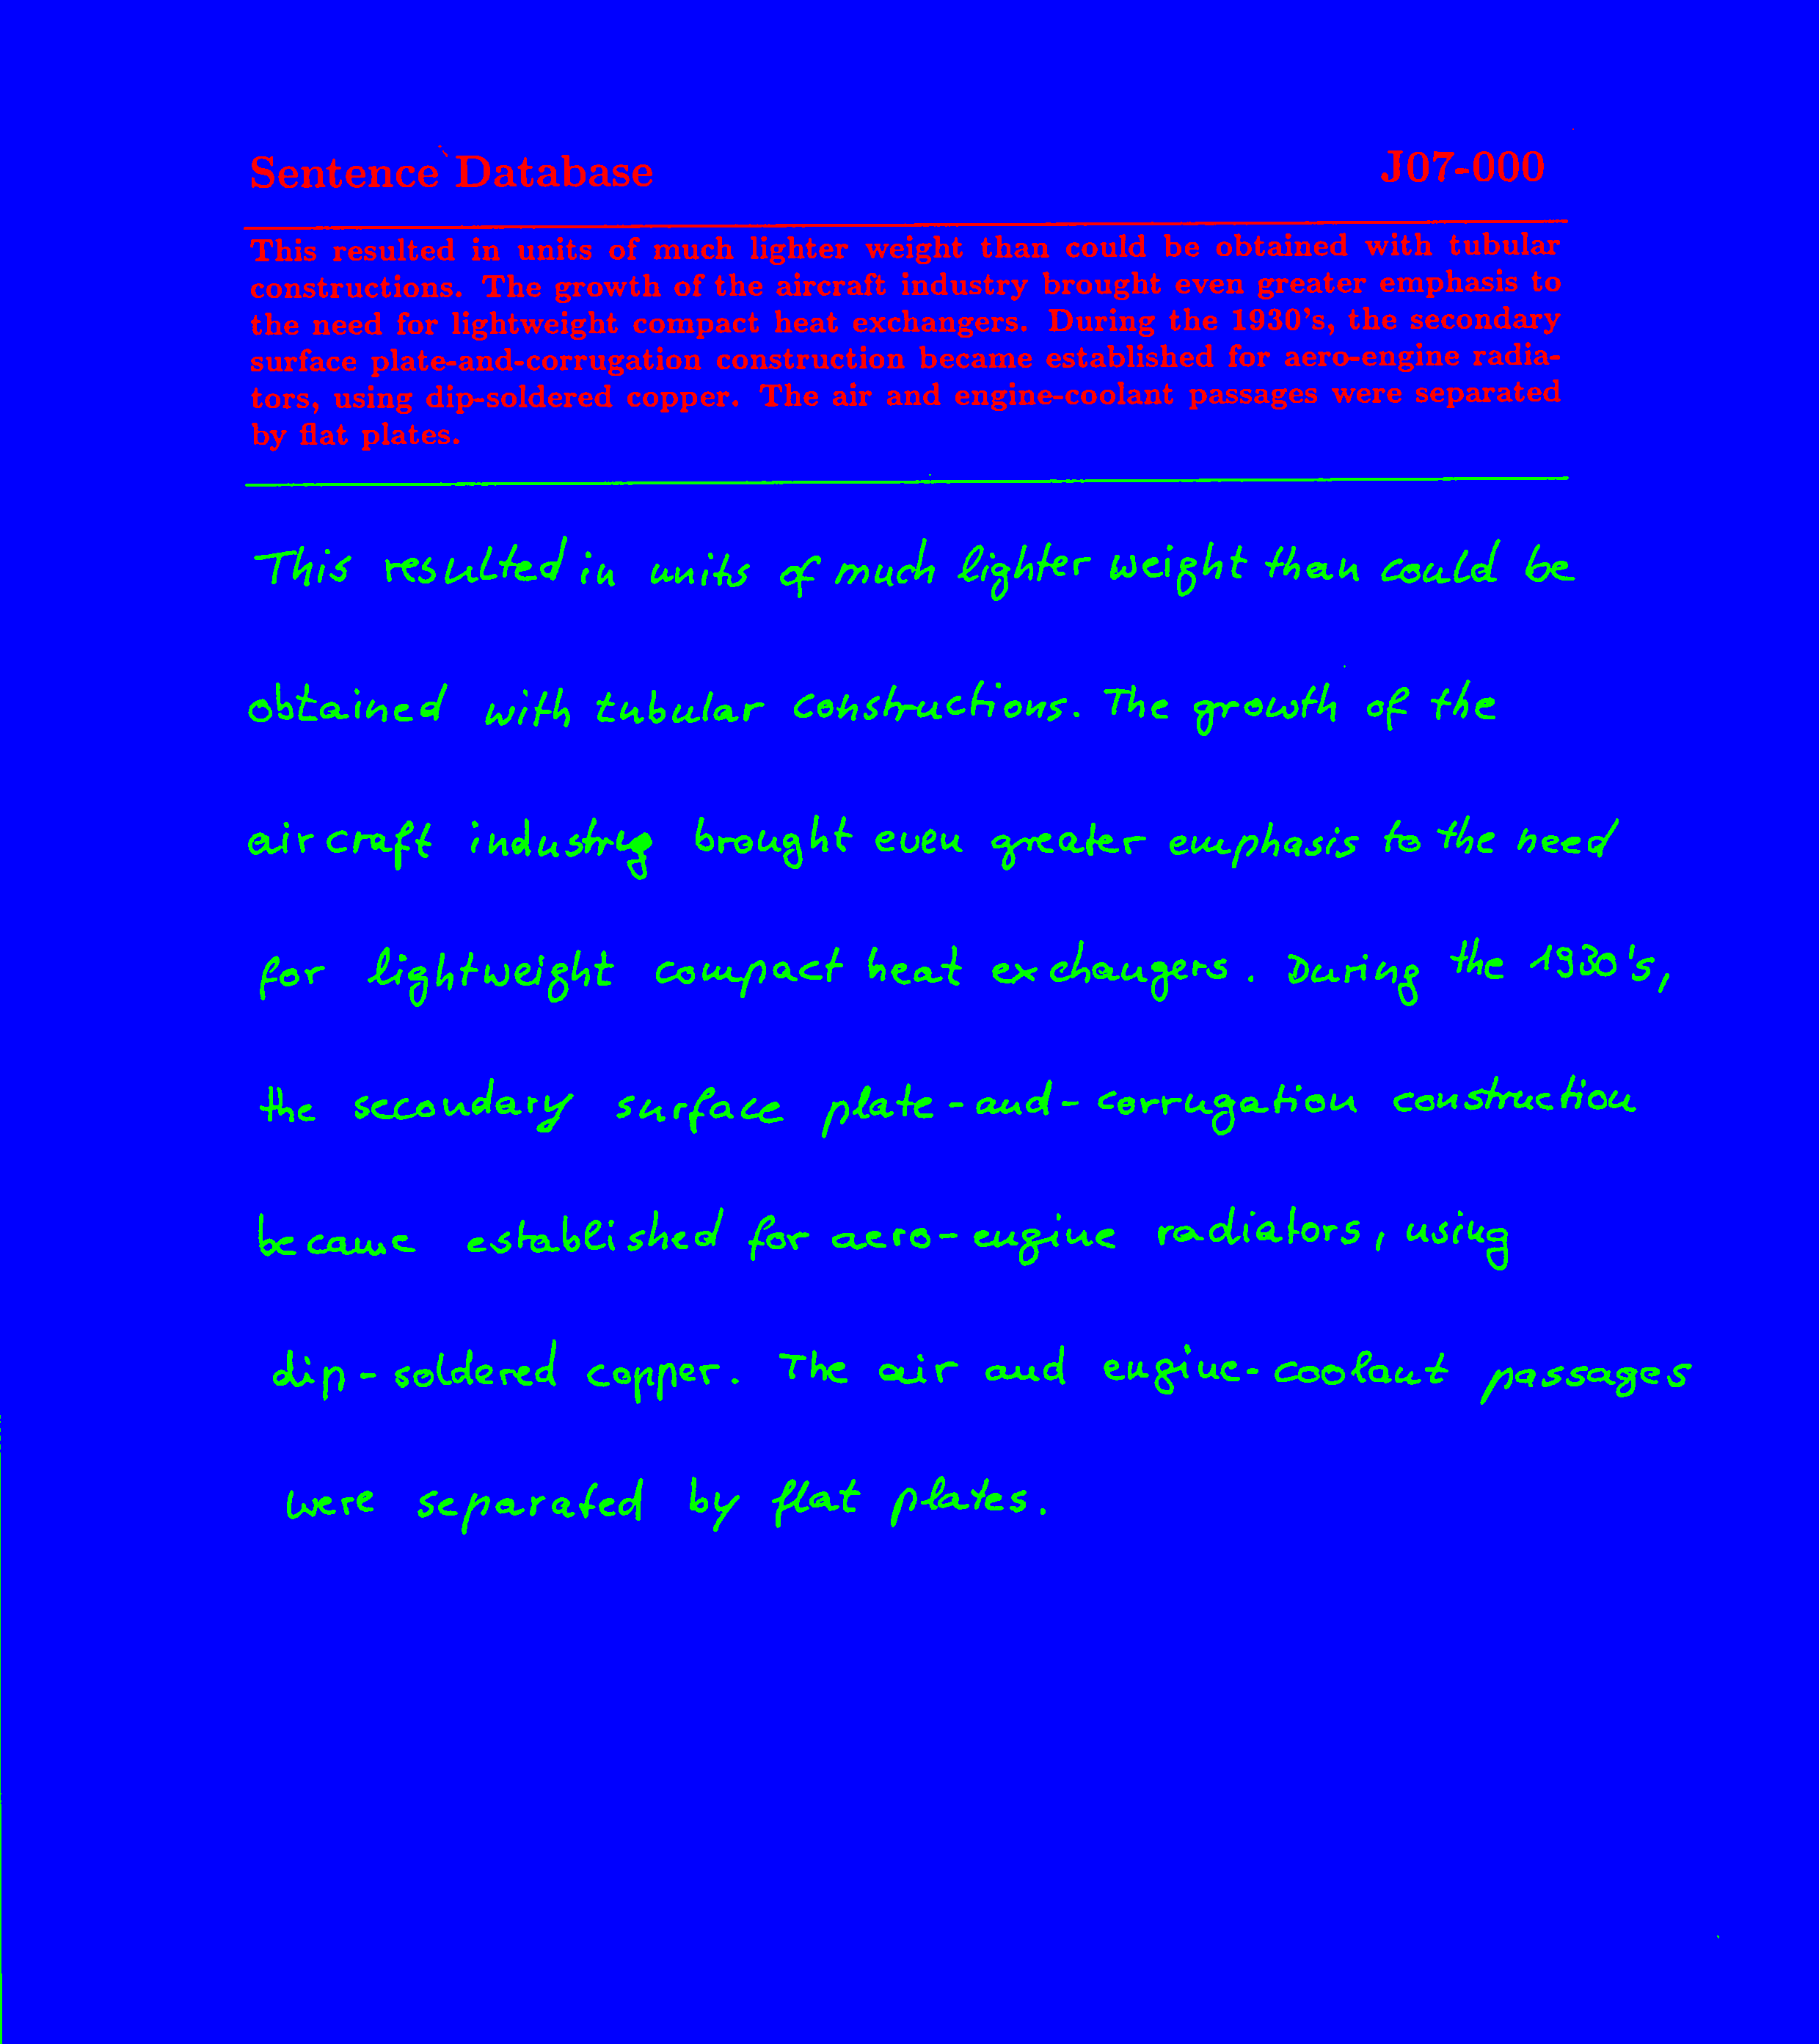 Sentence Database J07-000
This resulted in units of much lighter weight than could be obtained with tubular
constructions. The growth of the aircraft industry brought even greater emphasis to
the need for lightweight compact heat exchangers. During the 1930's, the secondary
surface plate-and-corrugation construction became established for aero-engine radia-
tors, using dip-soldered copper. The air and engine-coolant passages were separated
by flat plates.
This resulted in units of much lighter weight than could be
obtained with tubular constructions. The growth of the
aircraft industry brought even greater emphasis to the need
for lightweight compact heat exchangers. During the 1930's,
the secondary surface plate-and-corrugation construction
became established for aero-engine radiators, using
dip-soldered copper. The air and engine-coolant passages
were separated by flat plates.